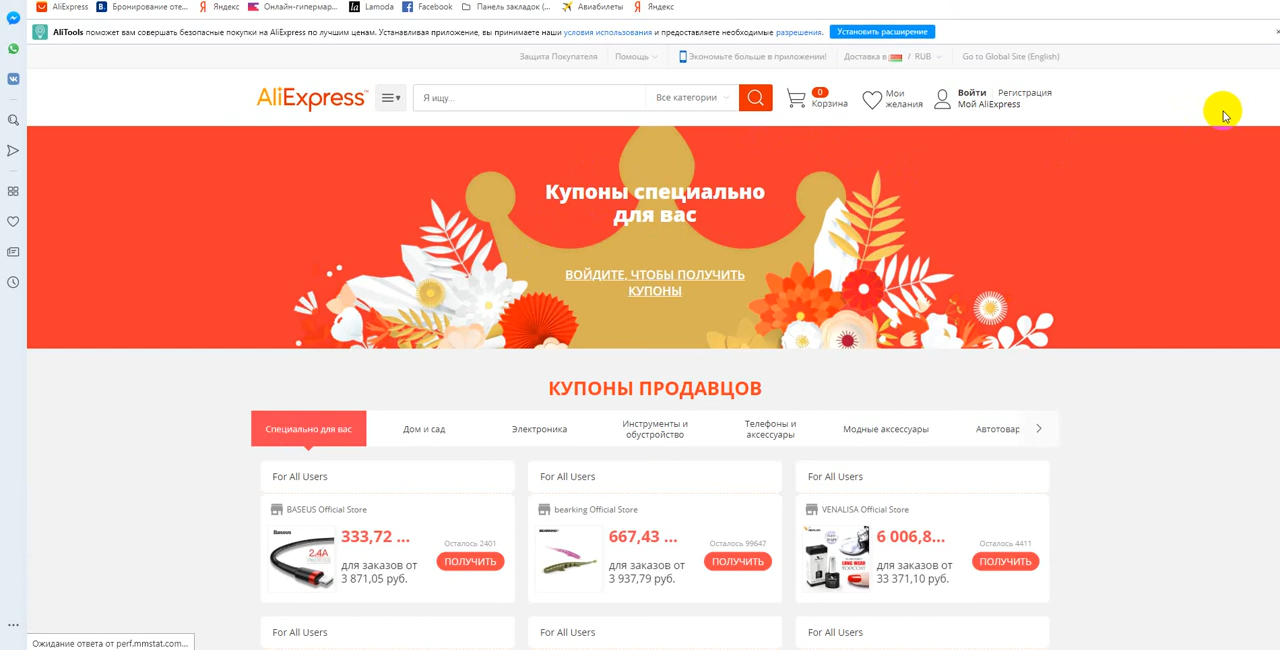 AliExpress Бронирование оте... Яндекс Онлайн-гипермар... Lamoda Facebook Панель закладок (... Авиабилеты Яндекс
AliTools поможет вам совершать безопасные покупки на AliExpress по лучшим ценам. Устанавливая приложение, вы принимаете наши условия использования и предоставляете необходимые разрешения. Установить расширение
Защита Покупателя Помощь Экономьте больше в приложении! Доставка в / RUB Go to Global Site (English)
AliExpress Я ищу... Все категории 0 Корзина Мои желания Войти Регистрация
Мой AliExpress
Купоны специально
для вас
ВОЙДИТЕ, ЧТОБЫ ПОЛУЧИТЬ
КУПОНЫ
КУПОНЫ ПРОДАВЦОВ
Специально для вас Дом и сад Электроника Инструменты и обустройство Телефоны и аксессуары Модные аксессуары Автотовар
For All Users For All Users For All Users
BASEUS Official Store bearking Official Store VENALISA Official Store
Baseus
2.4A
333,72 ... Осталось 2401
для заказов от
3 871,05 руб.
ПОЛУЧИТЬ
BEARKING
667,43 ... Осталось 99647
для заказов от
3 937,79 руб.
ПОЛУЧИТЬ
LONG WEAR
TOPCOAT
6 006,8... Осталось 4411
для заказов от
33 371,10 руб.
ПОЛУЧИТЬ
For All Users For All Users For All Users
Ожидание ответа от perf.mmstat.com...